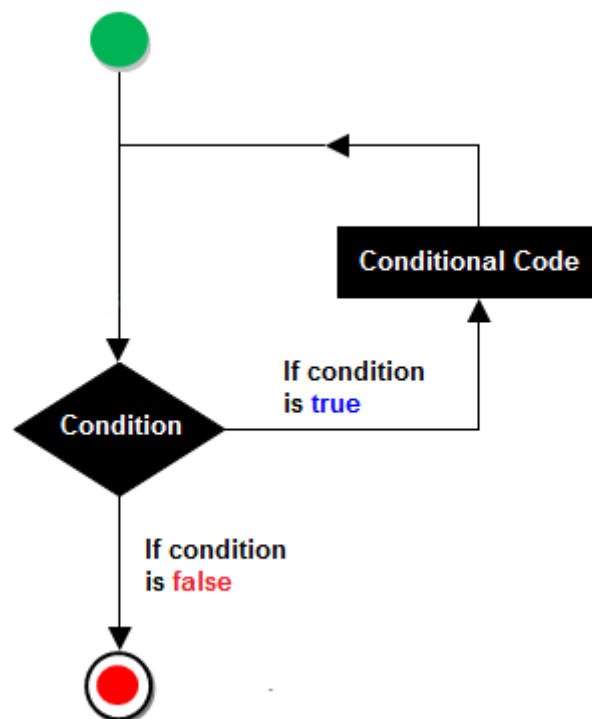 Conditional Code
If condition
is true
Condition
If condition
is false